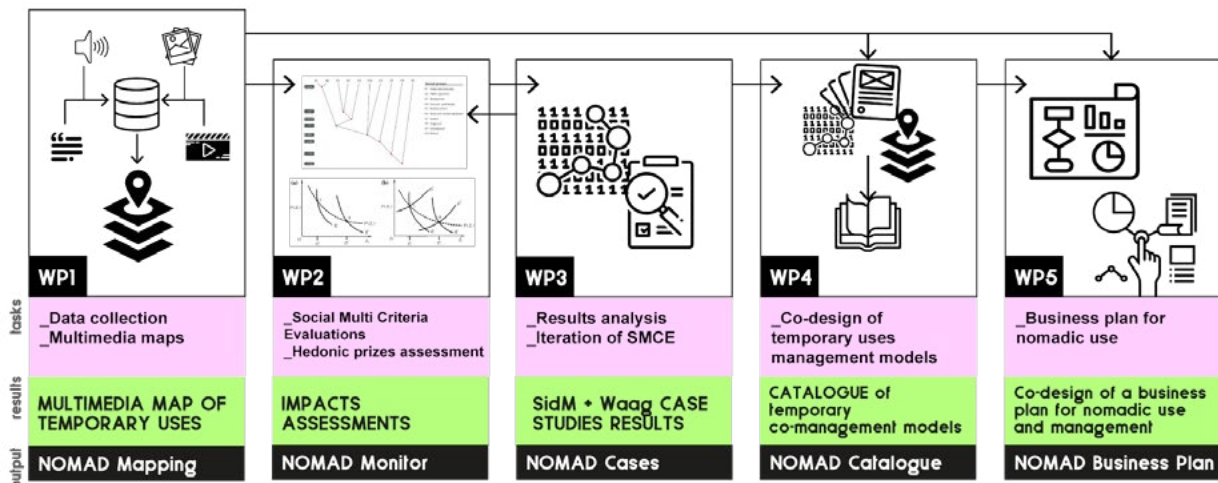 WP1
WP2
WP3
WP4
WP5
tasks
_Data collection
_Multimedia maps
_Social Multi Criteria
Evaluations
_Hedonic prizes assessment
_Results analysis
_Iteration of SMCE
_Co-design of
temporary uses
management models
_Business plan for
nomadic use
results
MULTIMEDIA MAP OF
TEMPORARY USES
IMPACTS
ASSESSMENTS
SidM + Waag CASE
STUDIES RESULTS
CATALOGUE of
temporary
co-management models
Co-design of a business
plan for nomadic use
and management
output
NOMAD Mapping
NOMAD Monitor
NOMAD Cases
NOMAD Catalogue
NOMAD Business Plan